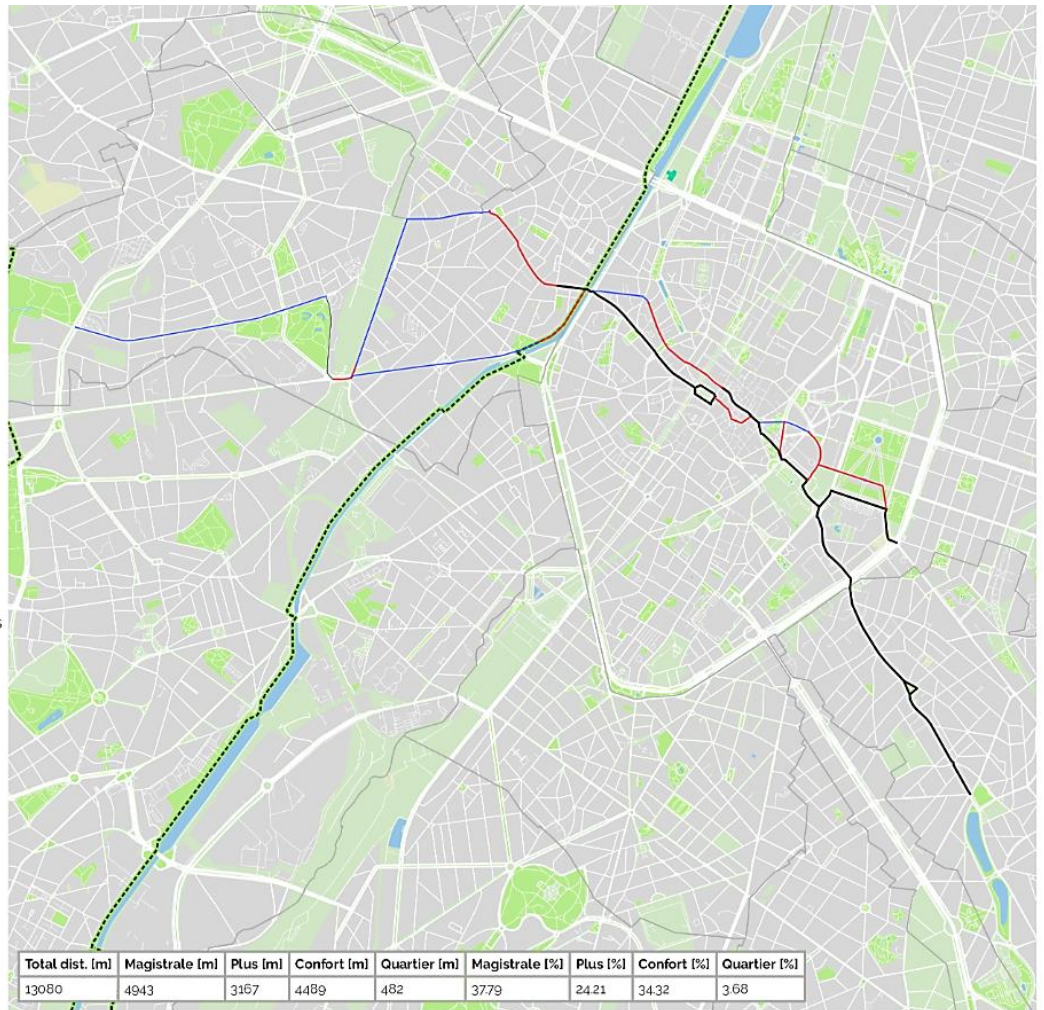 s
Total dist. [m] Magistrale [m] Plus [m] Confort [m] Quartier [m] Magistrale [%] Plus [%] Confort [%] Quartier [%]
13080 4943 3167 4489 482 37.79 24.21 34.32 3.68